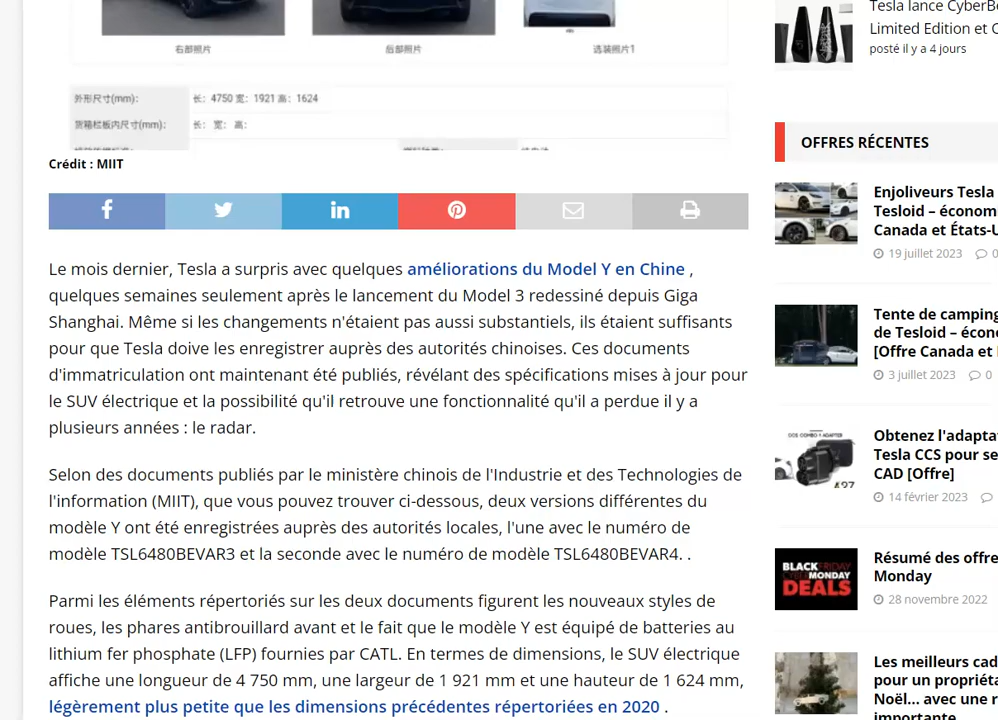 右部照片
后部照片
选装照片1
外形尺寸(mm):
长: 4750 宽: 1921 高: 1624
货箱栏板内尺寸(mm):
长: 宽: 高:
Crédit : MIIT
Le mois dernier, Tesla a surpris avec quelques améliorations du Model Y en Chine ,
quelques semaines seulement après le lancement du Model 3 redessiné depuis Giga
Shanghai. Même si les changements n'étaient pas aussi substantiels, ils étaient suffisants
pour que Tesla doive les enregistrer auprès des autorités chinoises. Ces documents
d'immatriculation ont maintenant été publiés, révélant des spécifications mises à jour pour
le SUV électrique et la possibilité qu'il retrouve une fonctionnalité qu'il a perdue il y a
plusieurs années : le radar.
Selon des documents publiés par le ministère chinois de l'Industrie et des Technologies de
l'information (MIIT), que vous pouvez trouver ci-dessous, deux versions différentes du
modèle Y ont été enregistrées auprès des autorités locales, l'une avec le numéro de
modèle TSL6480BEVAR3 et la seconde avec le numéro de modèle TSL6480BEVAR4. .
Parmi les éléments répertoriés sur les deux documents figurent les nouveaux styles de
roues, les phares antibrouillard avant et le fait que le modèle Y est équipé de batteries au
lithium fer phosphate (LFP) fournies par CATL. En termes de dimensions, le SUV électrique
affiche une longueur de 4 750 mm, une largeur de 1 921 mm et une hauteur de 1 624 mm,
légèrement plus petite que les dimensions précédentes répertoriées en 2020 .
Tesla lance CyberBe
Limited Edition et C
posté il y a 4 jours
OFFRES RÉCENTES
Enjoliveurs Tesla
Tesloid – économ
Canada et États-U
19 juillet 2023 0
Tente de camping
de Tesloid – écon
[Offre Canada et
3 juillet 2023 0
Obtenez l'adapta
Tesla CCS pour se
CAD [Offre]
14 février 2023
BLACK FRIDAY
CYBER MONDAY
DEALS
Résumé des offre
Monday
28 novembre 2022
Les meilleurs cad
pour un propriéta
Noël... avec une r
importante